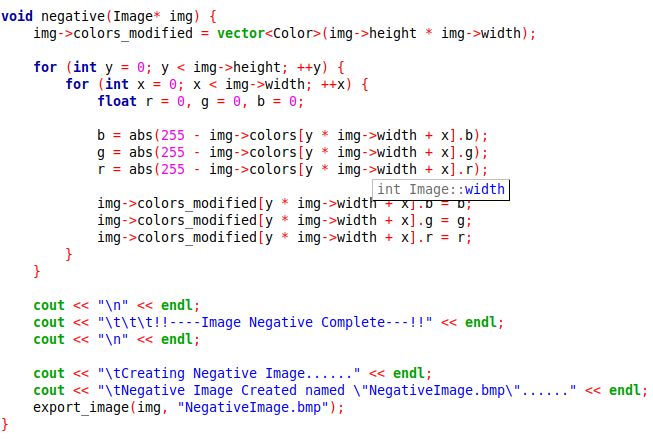 void negative(Image* img) {
    img->colors_modified = vector<Color>(img->height * img->width);

    for (int y = 0; y < img->height; ++y) {
        for (int x = 0; x < img->width; ++x) {
            float r = 0, g = 0, b = 0;

            b = abs(255 - img->colors[y * img->width + x].b);
            g = abs(255 - img->colors[y * img->width + x].g);
            r = abs(255 - img->colors[y * img->width + x].r);
int Image::width
            img->colors_modified[y * img->width + x].b = b;
            img->colors_modified[y * img->width + x].g = g;
            img->colors_modified[y * img->width + x].r = r;
        }
    }

    cout << "\n" << endl;
    cout << "\t\t\t!!----Image Negative Complete---!!" << endl;
    cout << "\n" << endl;

    cout << "\tCreating Negative Image......" << endl;
    cout << "\tNegative Image Created named \"NegativeImage.bmp\"......" << endl;
    export_image(img, "NegativeImage.bmp");
}